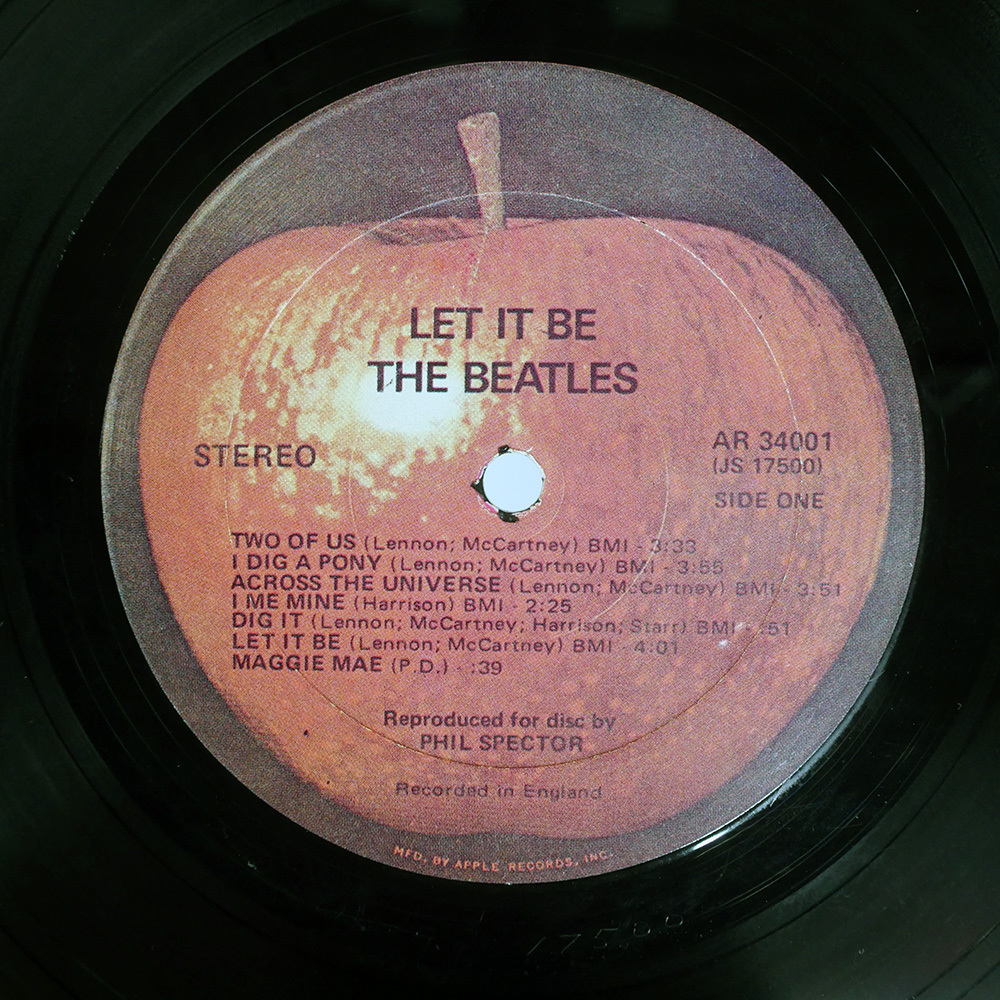 LET IT BE
THE BEATLES
STEREO
AR 34001
(JS 17500)
SIDE ONE
TWO OF US (Lennon; McCartney) BMI - 3:33
I DIG A PONY (Lennon; McCartney) BMI - 3:55
ACROSS THE UNIVERSE (Lennon; McCartney) BMI - 3:51
I ME MINE (Harrison) BMI - 2:25
DIG IT (Lennon; McCartney; Harrison; Starr) BMI - :51
LET IT BE (Lennon; McCartney) BMI - 4:01
MAGGIE MAE (P.D.) - :39
Reproduced for disc by
PHIL SPECTOR
Recorded in England
MFD. BY APPLE RECORDS, INC.
17500